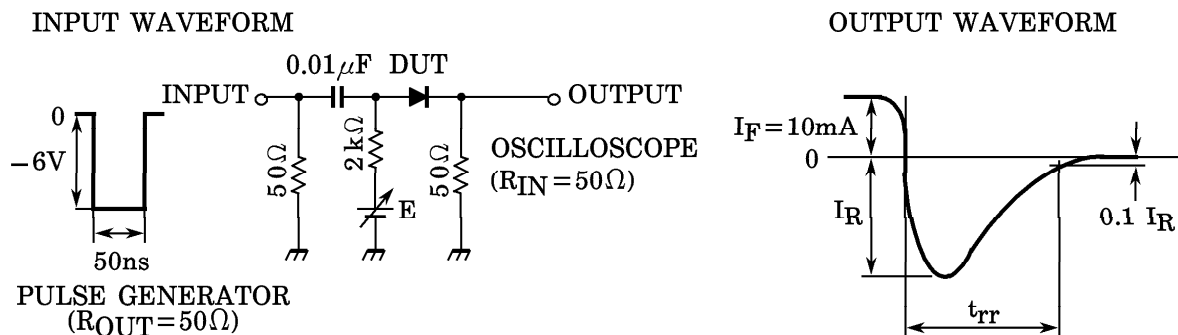 INPUT WAVEFORM
0
−6V
50ns
PULSE GENERATOR
(ROUT=50Ω)
0.01μF DUT
INPUT
OUTPUT
50Ω
2kΩ
E
50Ω
OSCILLOSCOPE
(RIN=50Ω)
OUTPUT WAVEFORM
IF=10mA
0
IR
0.1 IR
trr